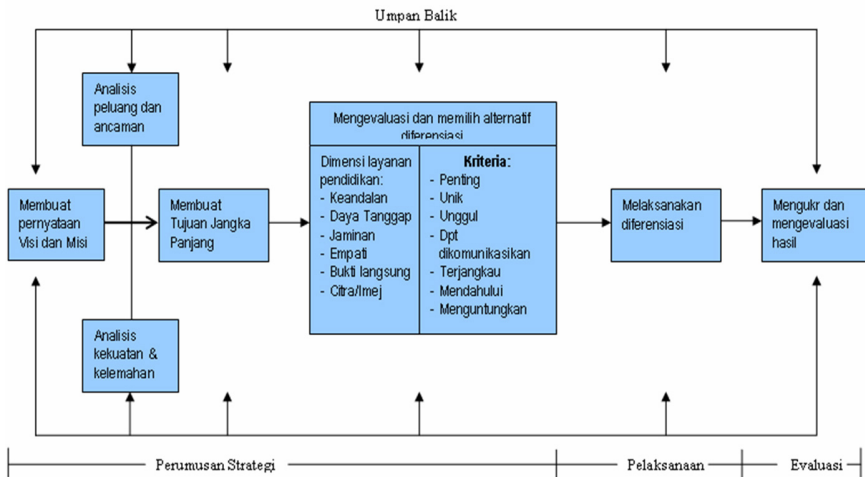 Umpan Balik
Analisis
peluang dan
ancaman
Membuat
pernyataan
Visi dan Misi
Membuat
Tujuan Jangka
Panjang
Analisis
kekuatan &
kelemahan
Mengevaluasi dan memilih alternatif
diferensiasi
Dimensi layanan
pendidikan:
- Keandalan
- Daya Tanggap
- Jaminan
- Empati
- Bukti langsung
- Citra/Imej
Kriteria:
- Penting
- Unik
- Unggul
- Dpt
dikomunikasikan
- Terjangkau
- Mendahului
- Menguntungkan
Melaksanakan
diferensiasi
Mengukr dan
mengevaluasi
hasil
Perumusan Strategi
Pelaksanaan
Evaluasi